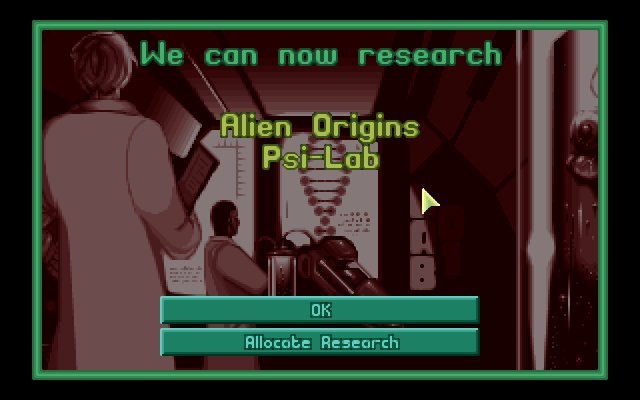 We can now research
Alien Origins
Psi-Lab
OK
Allocate Research